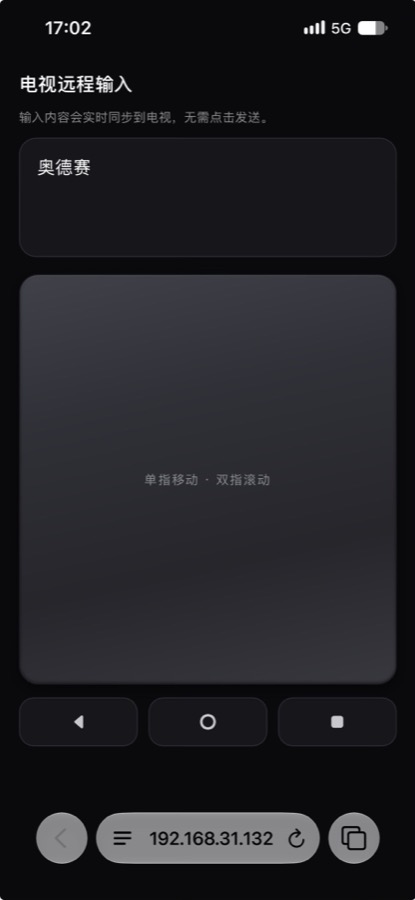 17:02
5G
电视远程输入
输入内容会实时同步到电视，无需点击发送。
奥德赛
单指移动 · 双指滚动
192.168.31.132